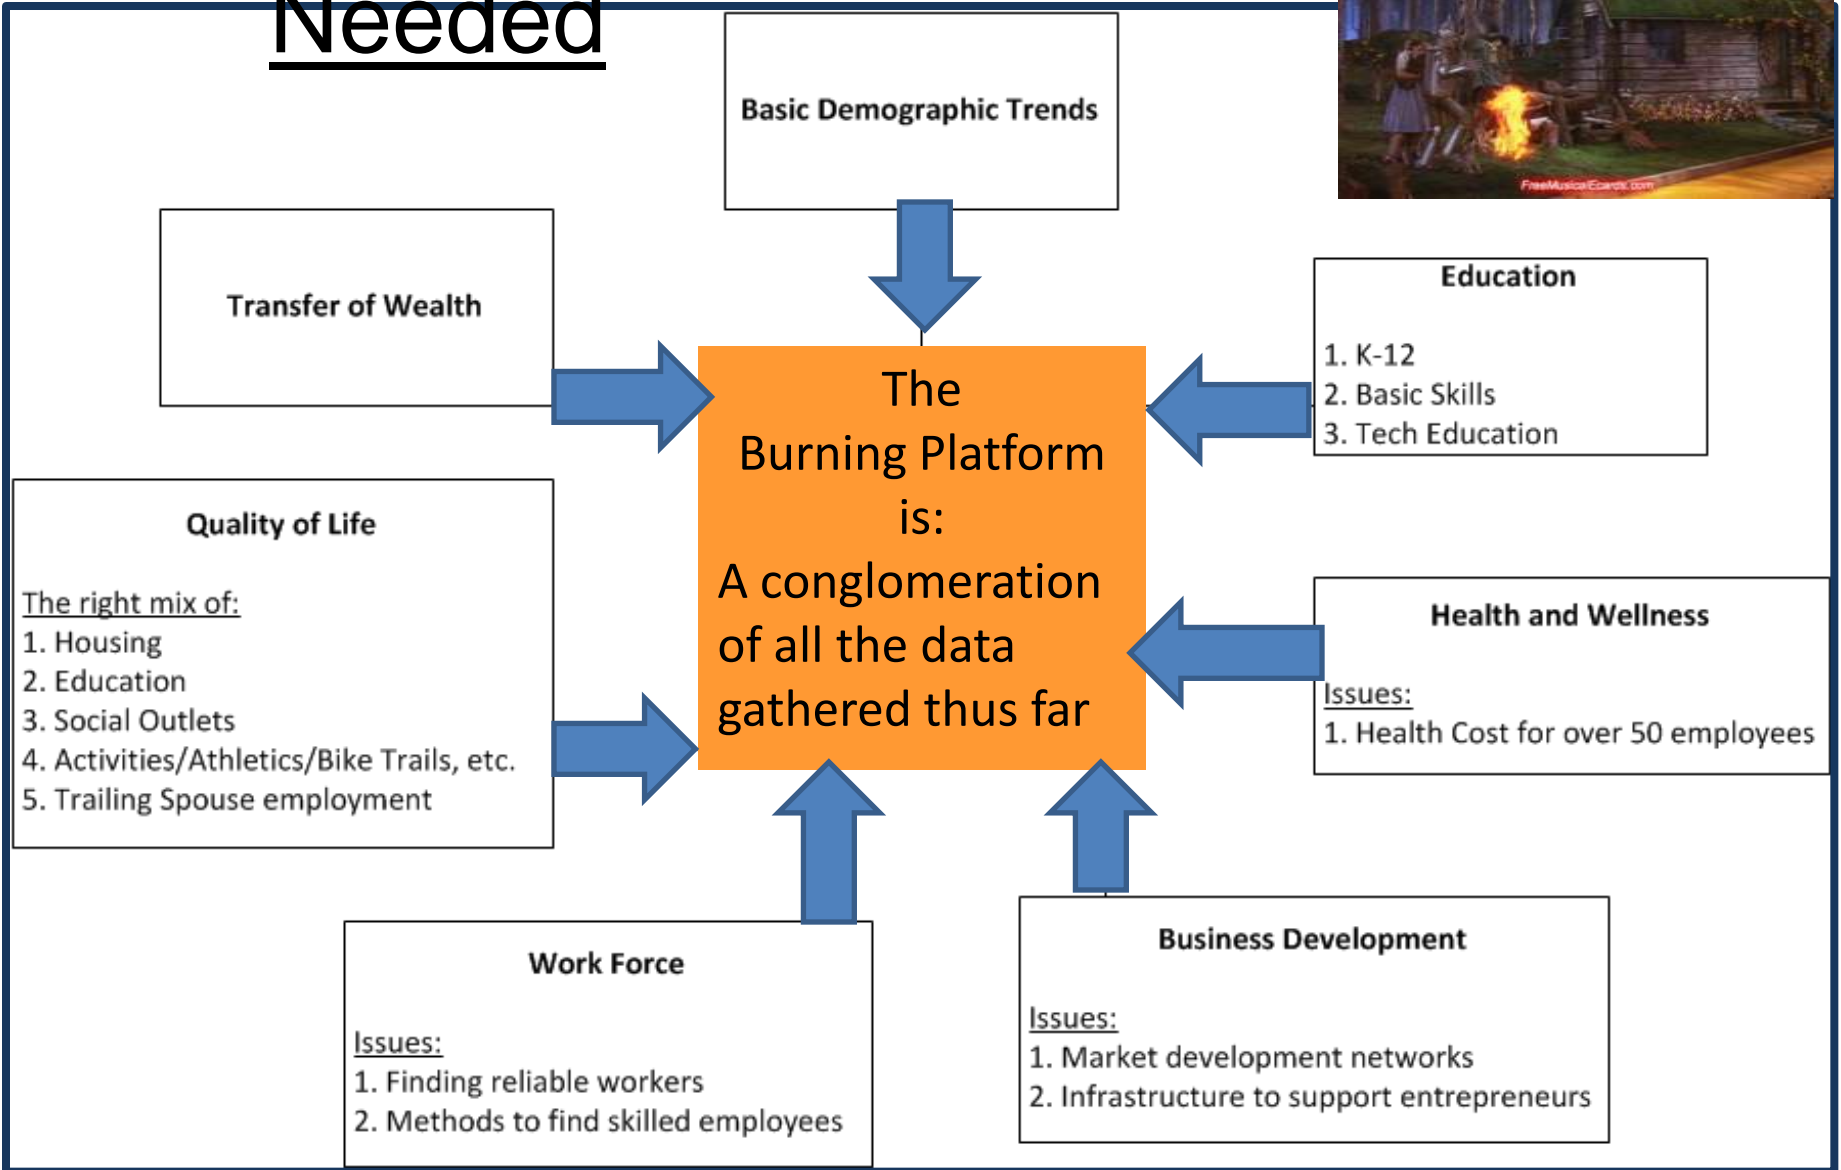 Needed
Basic Demographic Trends
FreeMusicalEcards.com
Transfer of Wealth
Education
1. K-12
2. Basic Skills
3. Tech Education
The
Burning Platform
is:
A conglomeration
of all the data
gathered thus far
Quality of Life
The right mix of:
1. Housing
2. Education
3. Social Outlets
4. Activities/Athletics/Bike Trails, etc.
5. Trailing Spouse employment
Health and Wellness
Issues:
1. Health Cost for over 50 employees
Work Force
Issues:
1. Finding reliable workers
2. Methods to find skilled employees
Business Development
Issues:
1. Market development networks
2. Infrastructure to support entrepreneurs